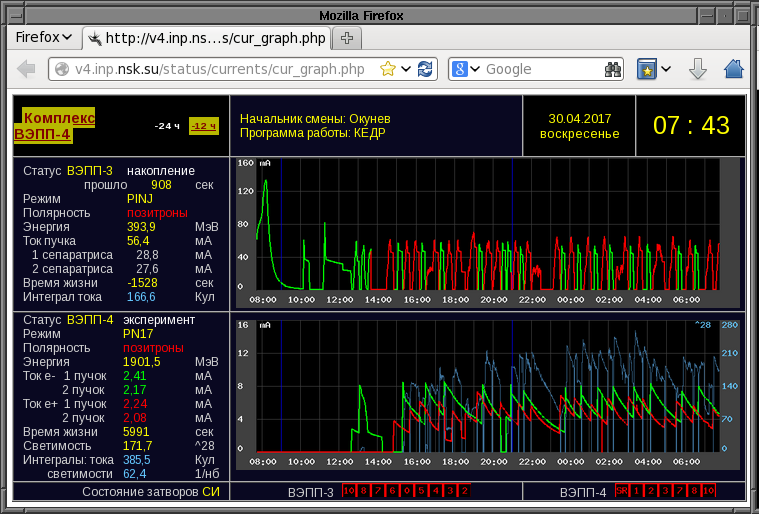 Mozilla Firefox
Firefox
http://v4.inp.ns...s/cur_graph.php
v4.inp.nsk.su/status/currents/cur_graph.php
Google
Комплекс
ВЭПП-4
-24 ч
-12 ч
Начальник смены: Окунев
Программа работы: КЕДР
30.04.2017
воскресенье
07 : 43
Статус ВЭПП-3 накопление
прошло 908 сек
Режим PINJ
Полярность позитроны
Энергия 393,9 МэВ
Ток пучка 56,4 мА
1 сепаратриса 28,8 мА
2 сепаратриса 27,6 мА
Время жизни -1528 сек
Интеграл тока 166,6 Кул
160 mA
120
80
40
0
08:00 10:00 12:00 14:00 16:00 18:00 20:00 22:00 00:00 02:00 04:00 06:00
Статус ВЭПП-4 эксперимент
Режим PN17
Полярность позитроны
Энергия 1901,5 МэВ
Ток e- 1 пучок 2,41 мА
2 пучок 2,17 мА
Ток e+ 1 пучок 2,24 мА
2 пучок 2,08 мА
Время жизни 5991 сек
Светимость 171,7 ^28
Интегралы: тока 385,5 Кул
светимости 62,4 1/нб
16 mA ^28 280
12 210
8 140
4 70
0 0
08:00 10:00 12:00 14:00 16:00 18:00 20:00 22:00 00:00 02:00 04:00 06:00
Состояние затворов СИ
ВЭПП-3 10 8 7 6 0 5 4 3 2
ВЭПП-4 SR 1 2 3 7 8 10